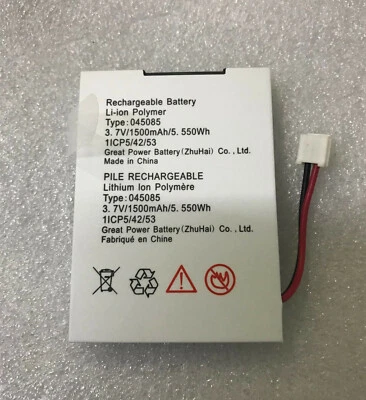 Rechargeable Battery
Li-ion Polymer
Type: 045085
3. 7V/1500mAh/5. 550Wh
1ICP5/42/53
Great Power Battery(ZhuHai) Co. , Ltd.
Made in China
PILE RECHARGEABLE
Lithium Ion Polymère
Type: 045085
3. 7V/1500mAh/5. 550Wh
1ICP5/42/53
Great Power Battery(ZhuHai) Co. , Ltd.
Fabriqué en China